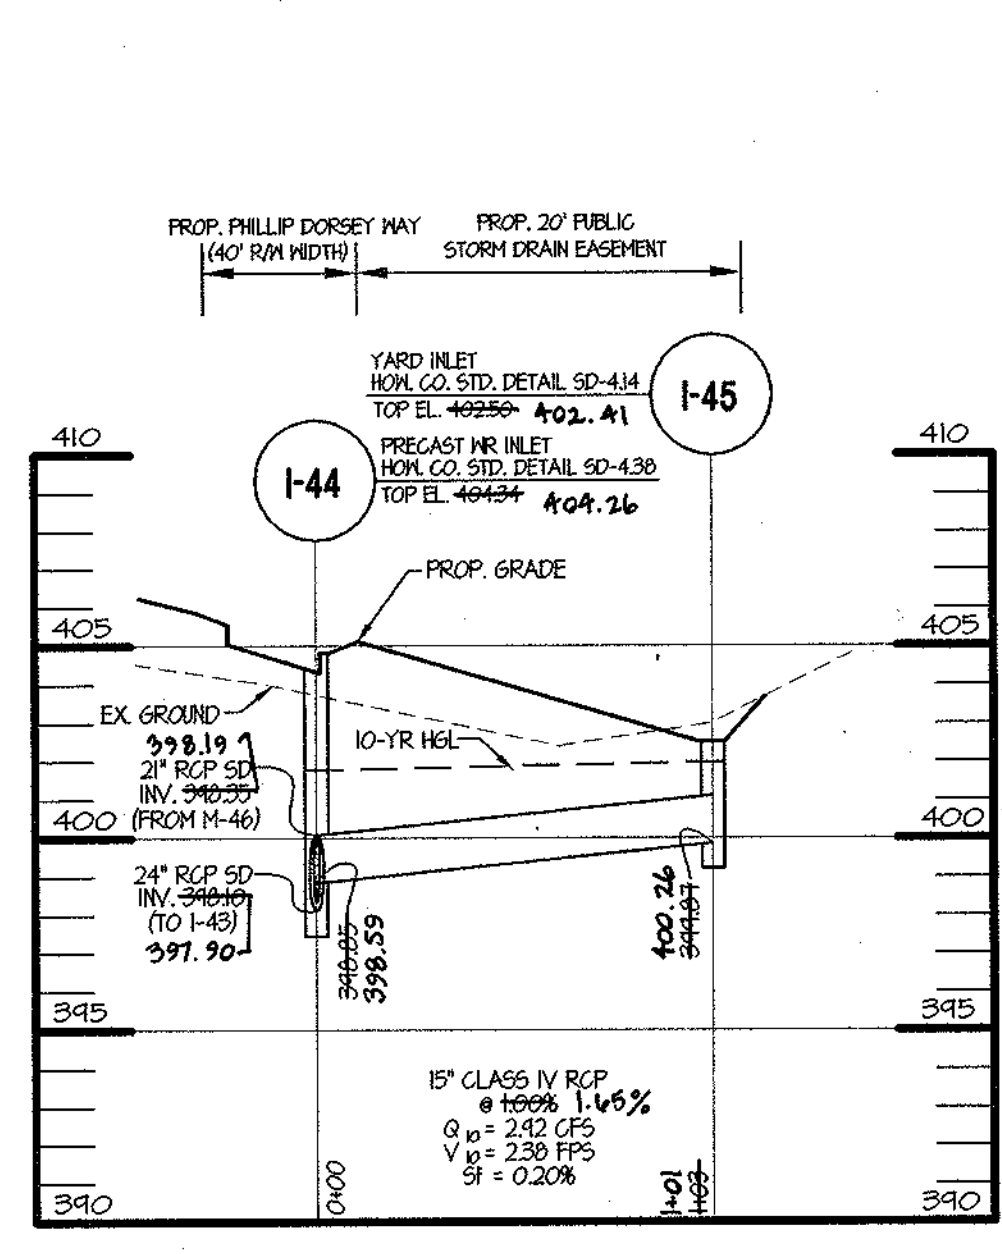 PROP. PHILLIP DORSEY WAY
(40' R/W WIDTH)
PROP. 20' PUBLIC
STORM DRAIN EASEMENT
YARD INLET
HOW. CO. STD. DETAIL SD-4.14
TOP EL. 402.50 402.41
I-45
PRECAST WR INLET
HOW. CO. STD. DETAIL SD-4.38
TOP EL. 404.34 404.26
I-44
410
410
PROP. GRADE
405
405
EX. GROUND
398.19
21" RCP SD
INV. 398.35
(FROM M-46)
10-YR HGL
400
400
24" RCP SD
INV. 398.10
(TO I-43)
397.90
398.85
398.59
400.26
399.87
395
395
15" CLASS IV RCP
@ 1.00% 1.65%
Q10 = 2.92 CFS
V10 = 2.38 FPS
Sf = 0.20%
0+00
1+01
1+03
390
390